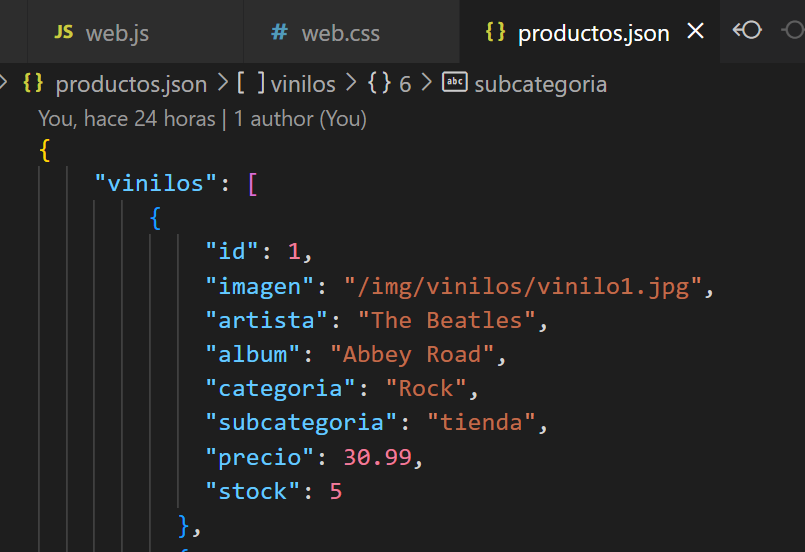 JS web.js # web.css {} productos.json ×
> {} productos.json > [ ] vinilos > {} 6 > abc subcategoria
You, hace 24 horas | 1 author (You)
{
"vinilos": [
{
"id": 1,
"imagen": "/img/vinilos/vinilo1.jpg",
"artista": "The Beatles",
"album": "Abbey Road",
"categoria": "Rock",
"subcategoria": "tienda",
"precio": 30.99,
"stock": 5
},
{